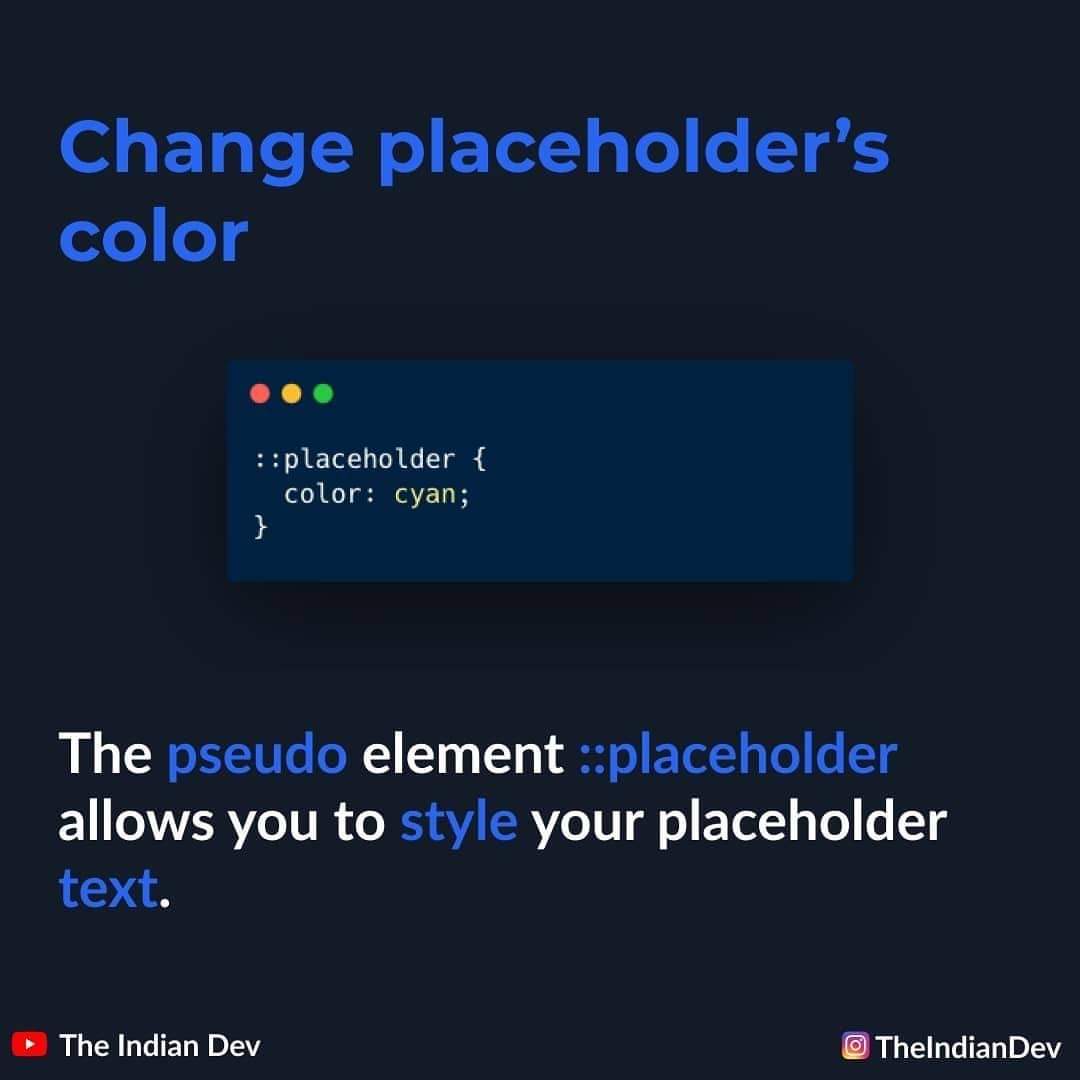 Change placeholder’s
color
::placeholder {
  color: cyan;
}
The pseudo element ::placeholder
allows you to style your placeholder
text.
The Indian Dev
TheIndianDev